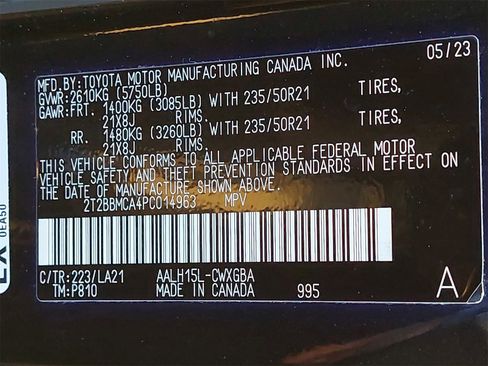 05/23
MFD.BY:TOYOTA MOTOR MANUFACTURING CANADA INC.
GVWR:2610KG (5750LB)
GAWR:FRT. 1400KG (3085LB) WITH 235/50R21 TIRES,
21X8J RIMS.
RR. 1480KG (3260LB) WITH 235/50R21 TIRES,
21X8J RIMS.
THIS VEHICLE CONFORMS TO ALL APPLICABLE FEDERAL MOTOR
VEHICLE SAFETY AND THEFT PREVENTION STANDARDS IN EFFECT ON
THE DATE OF MANUFACTURE SHOWN ABOVE.
2T2BBMCA4PC014963 MPV
C/TR:223/LA21 AALH15L-CWXGBA
TM:P810 MADE IN CANADA 995 A
0EA50